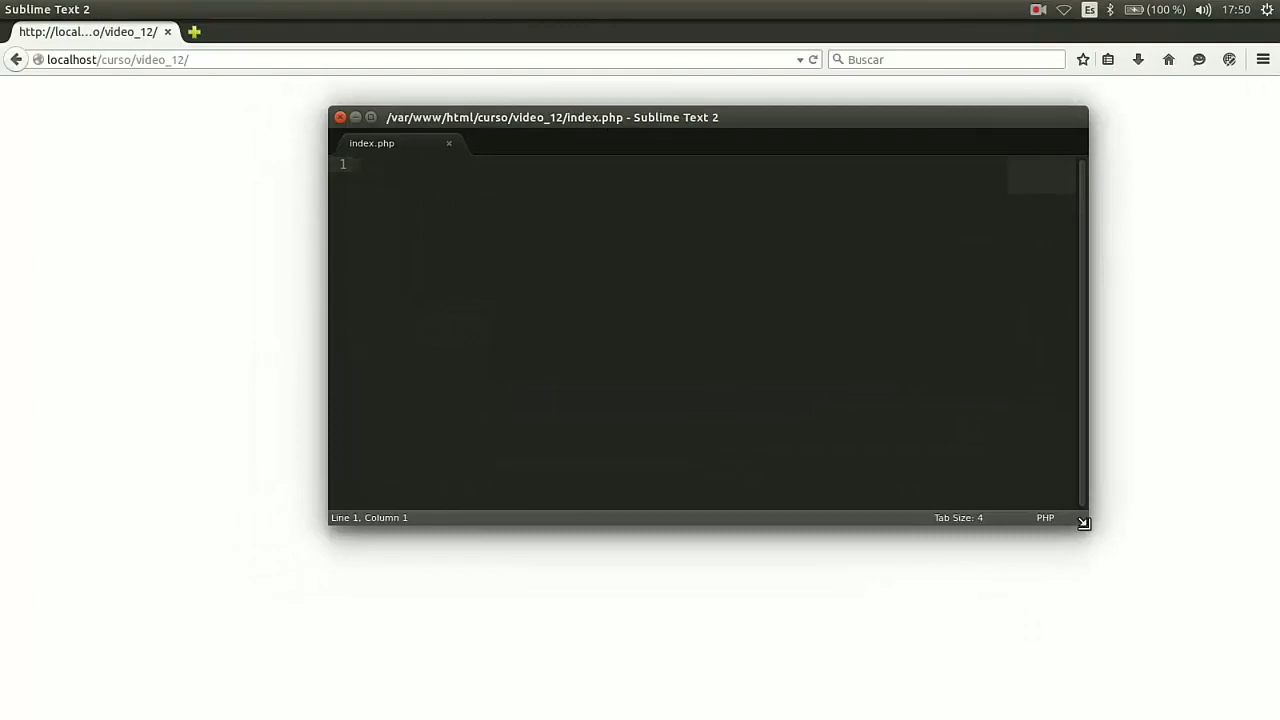 Sublime Text 2
Es
(100 %)
17:50
http://local...o/video_12/
localhost/curso/video_12/
Buscar
/var/www/html/curso/video_12/index.php - Sublime Text 2
index.php
1
Line 1, Column 1
Tab Size: 4
PHP